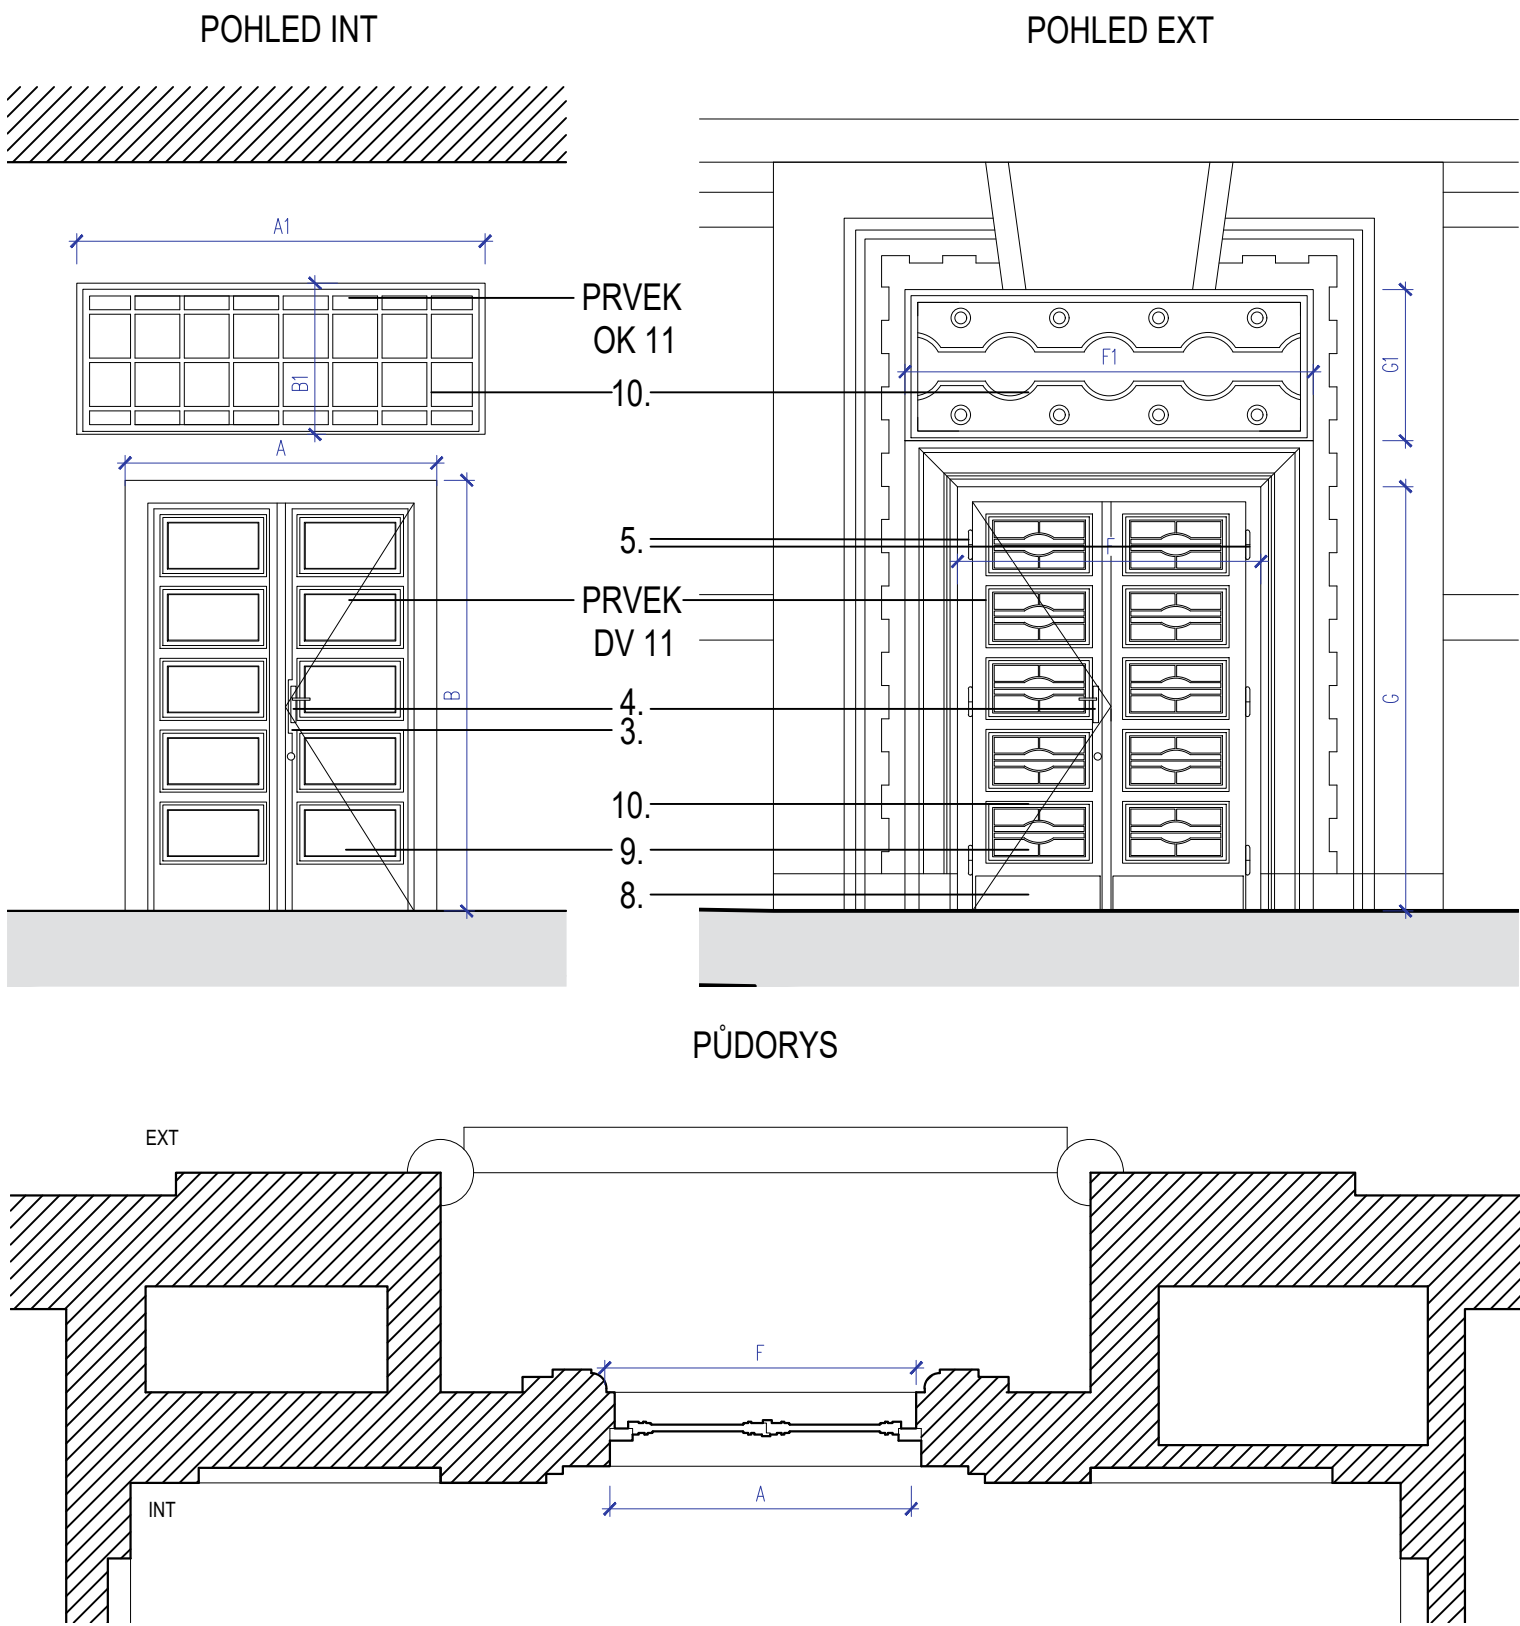 POHLED INT
POHLED EXT
A1
B1
A
B
PRVEK
OK 11
10.
5.
PRVEK
DV 11
4.
3.
10.
9.
8.
F1
G1
F
G
PŮDORYS
EXT
F
A
INT